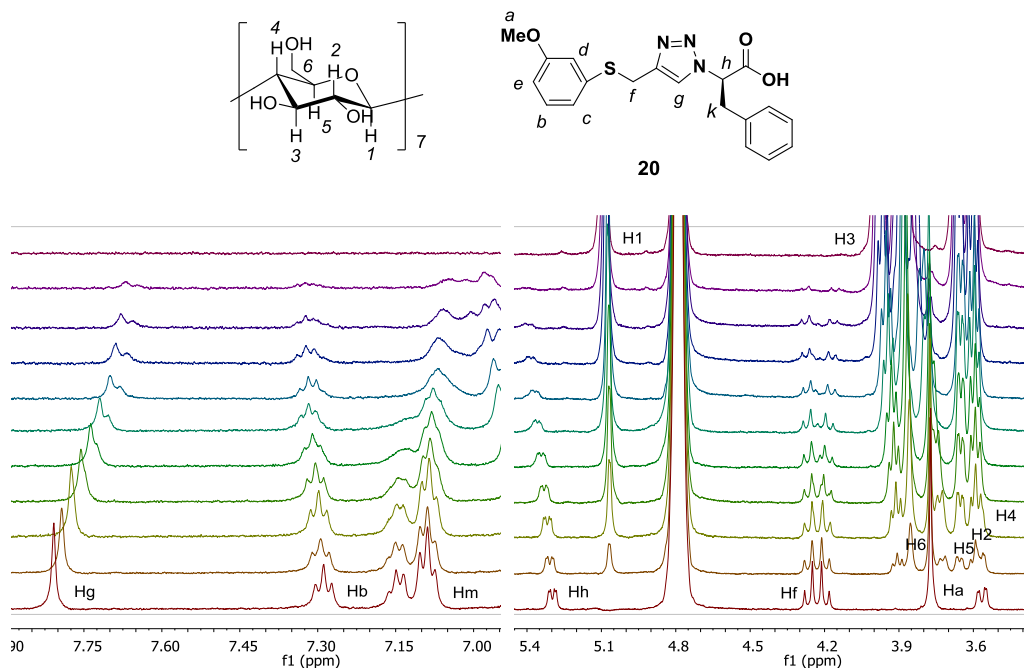 4 OH
H 2
6 H O
HO H OH
H 5 H 7
3 1
a
MeO d N=N h O
e S N OH
f g k
b c
20
H1 H3
H4
H6 H5 H2
Hg Hb Hm Hh Hf Ha
90 7.75 7.60 7.45 7.30 7.15 7.00 5.4 5.1 4.8 4.5 4.2 3.9 3.6
f1 (ppm) f1 (ppm)